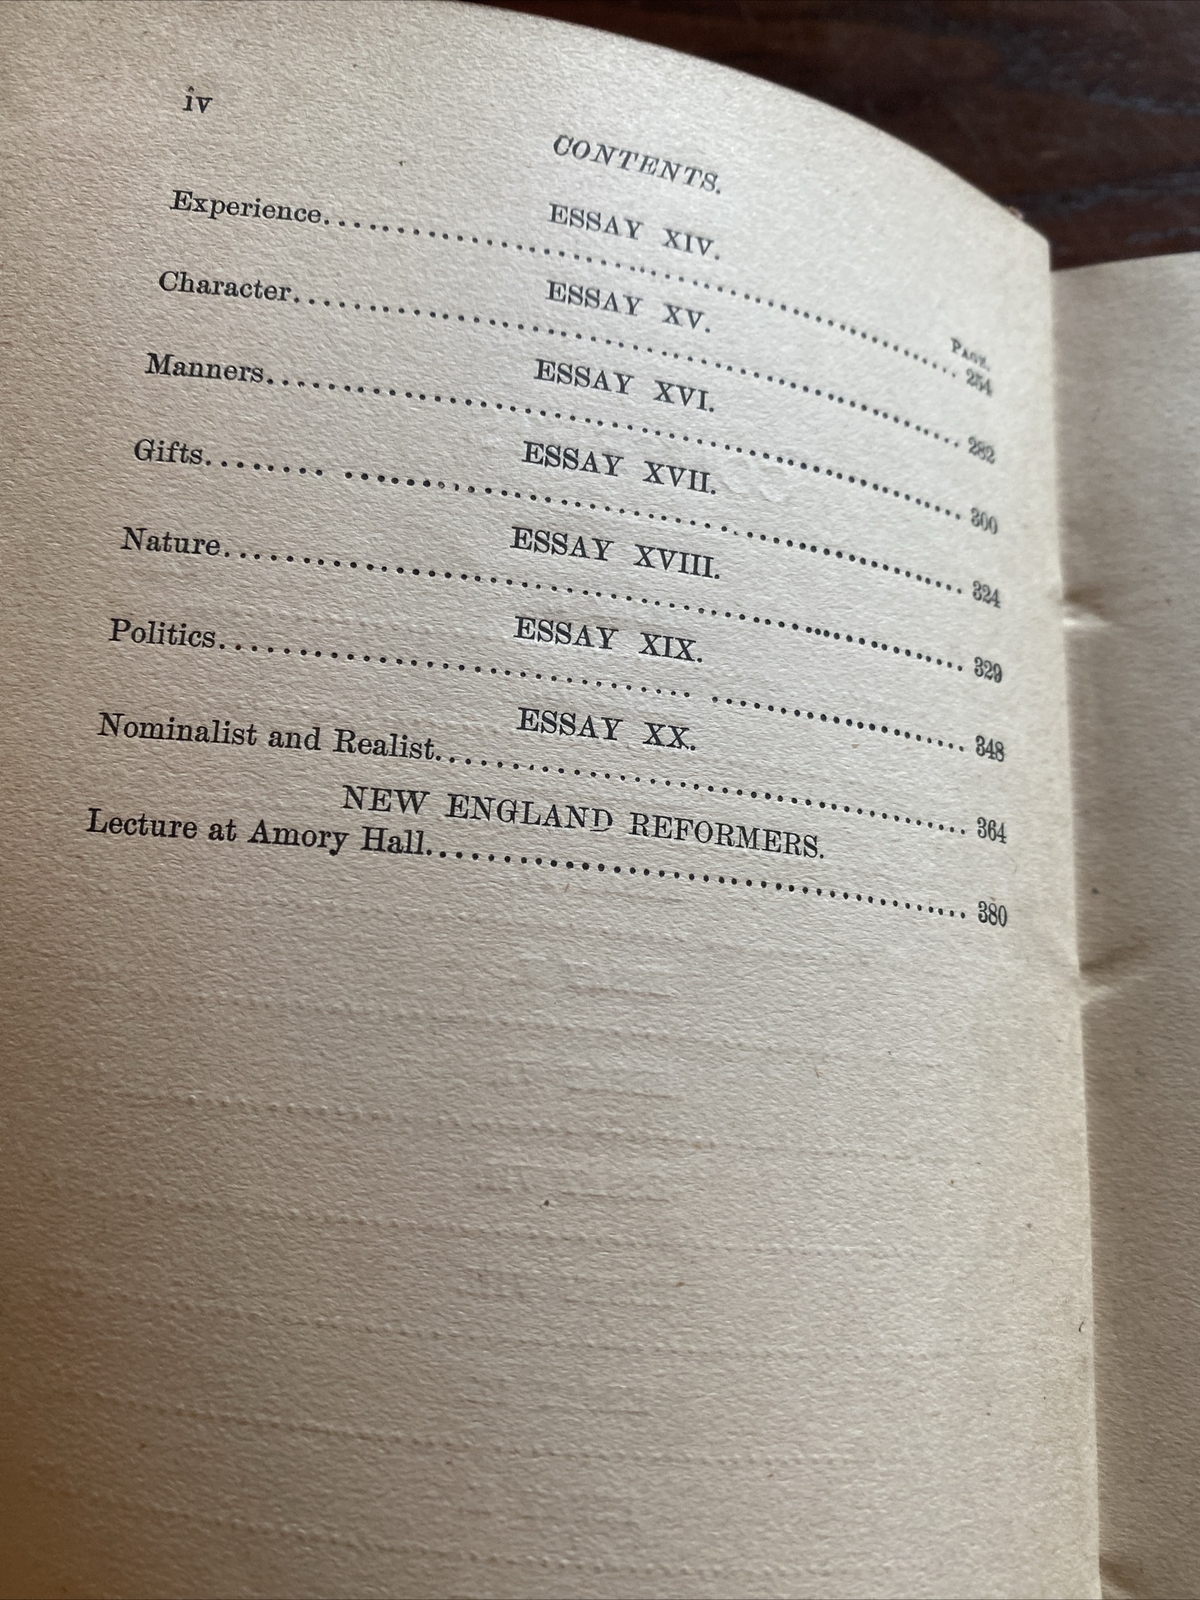 iv
CONTENTS.
ESSAY XIV.
Page.
Experience........................................ 254
ESSAY XV.
Character........................................ 282
ESSAY XVI.
Manners........................................ 300
ESSAY XVII.
Gifts........ ........................................ 324
ESSAY XVIII.
Nature........................................ 329
ESSAY XIX.
Politics........................... .................. 348
ESSAY XX.
Nominalist and Realist.............................. 364
NEW ENGLAND REFORMERS.
Lecture at Amory Hall.............................. 380